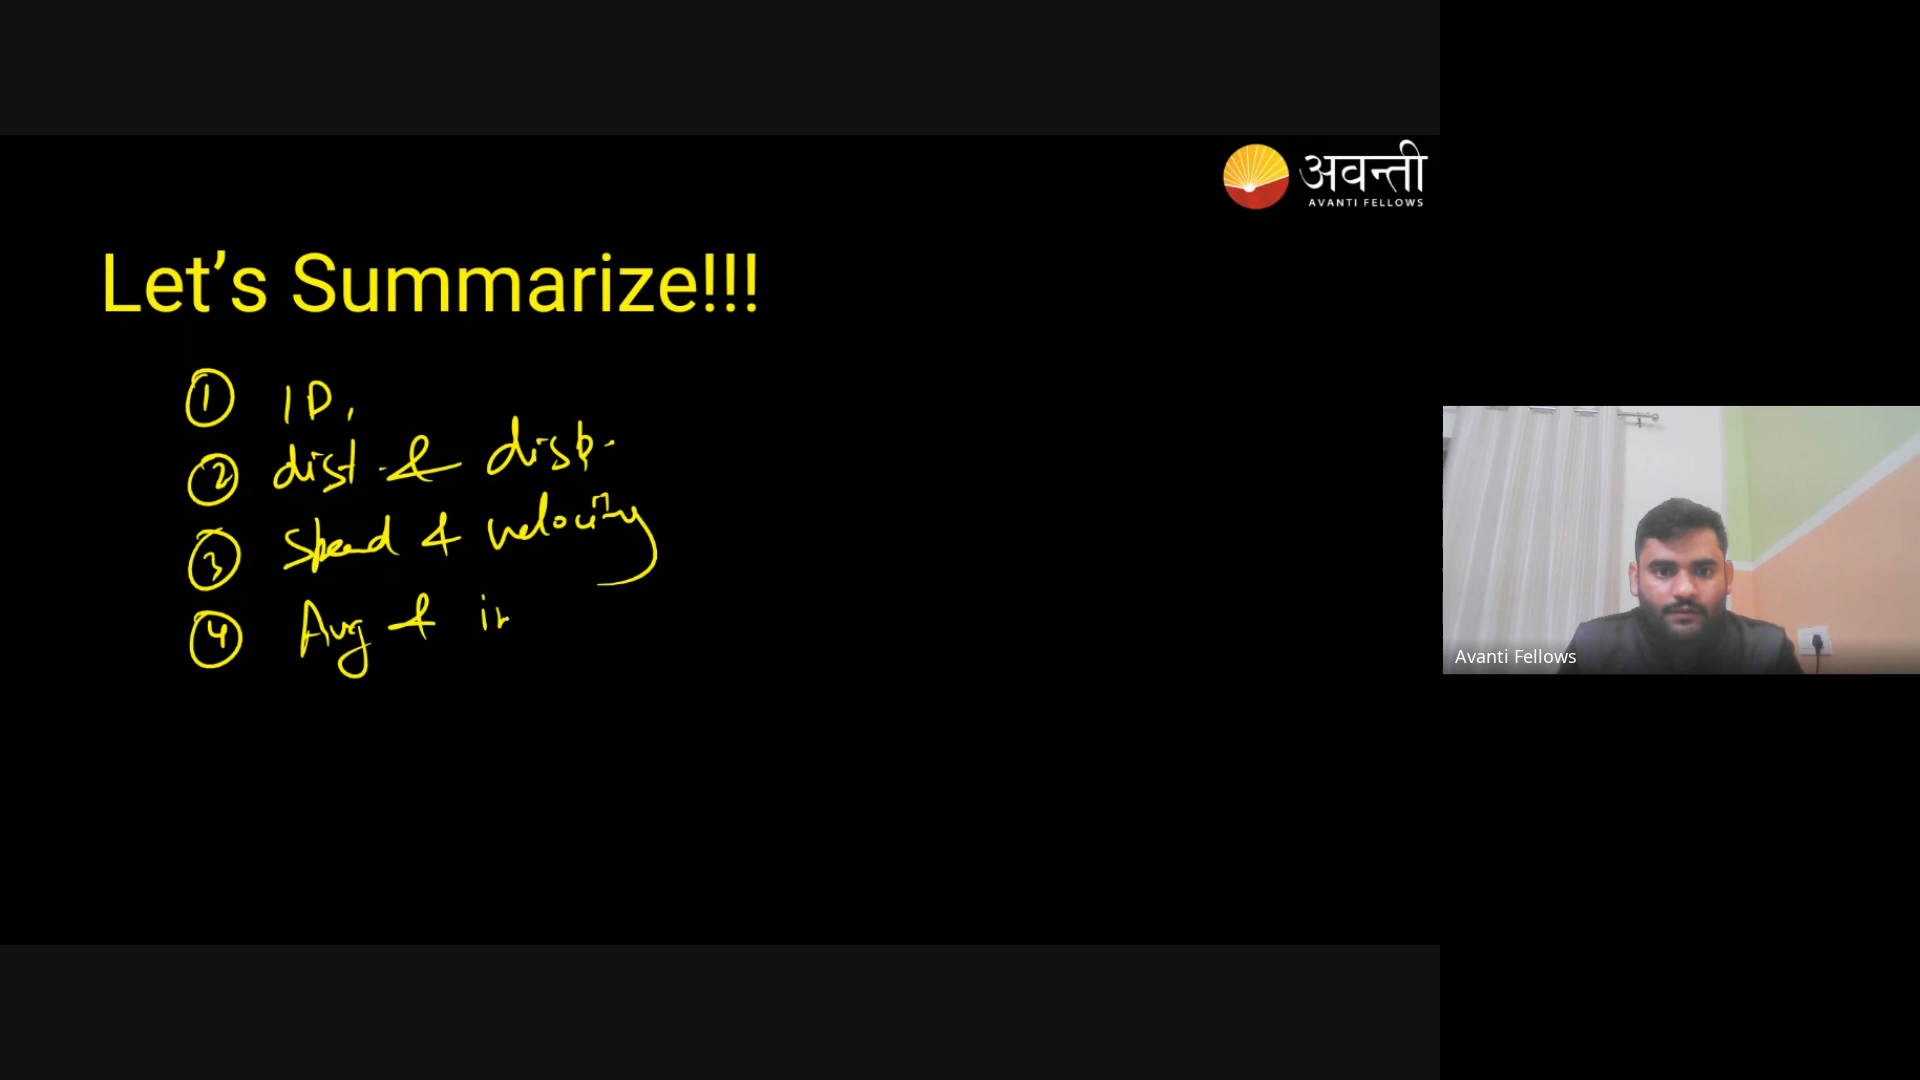 अवन्ती
AVANTI FELLOWS
Let's Summarize!!!
① 1D,
② dist & disp.
③ Speed & velocity
④ Avg & in
Avanti Fellows